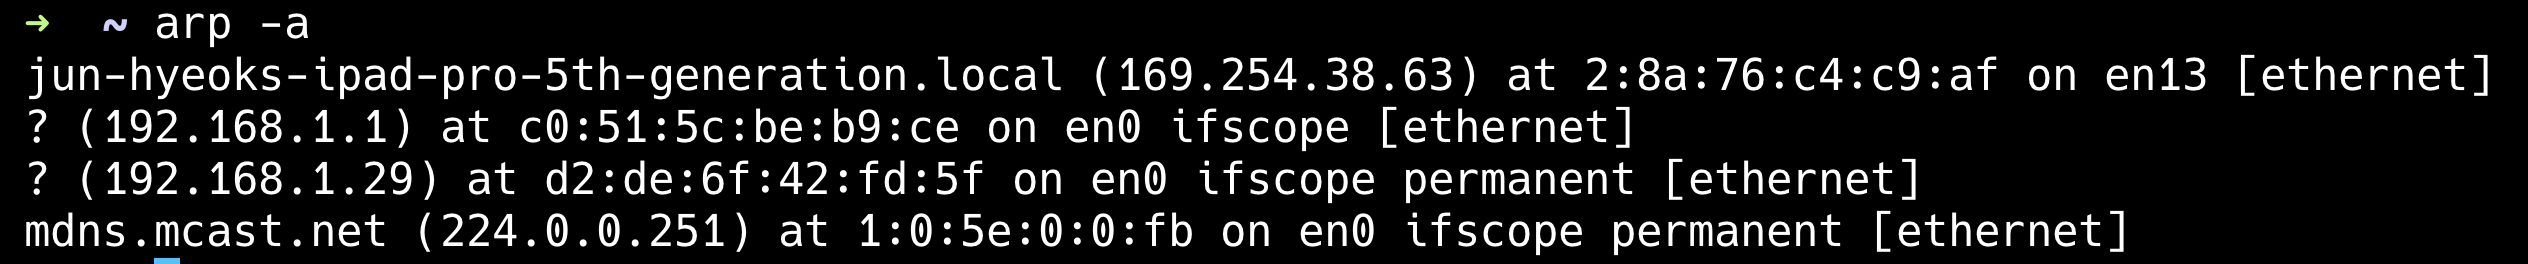 ➜  ~ arp -a
jun-hyeoks-ipad-pro-5th-generation.local (169.254.38.63) at 2:8a:76:c4:c9:af on en13 [ethernet]
? (192.168.1.1) at c0:51:5c:be:b9:ce on en0 ifscope [ethernet]
? (192.168.1.29) at d2:de:6f:42:fd:5f on en0 ifscope permanent [ethernet]
mdns.mcast.net (224.0.0.251) at 1:0:5e:0:0:fb on en0 ifscope permanent [ethernet]